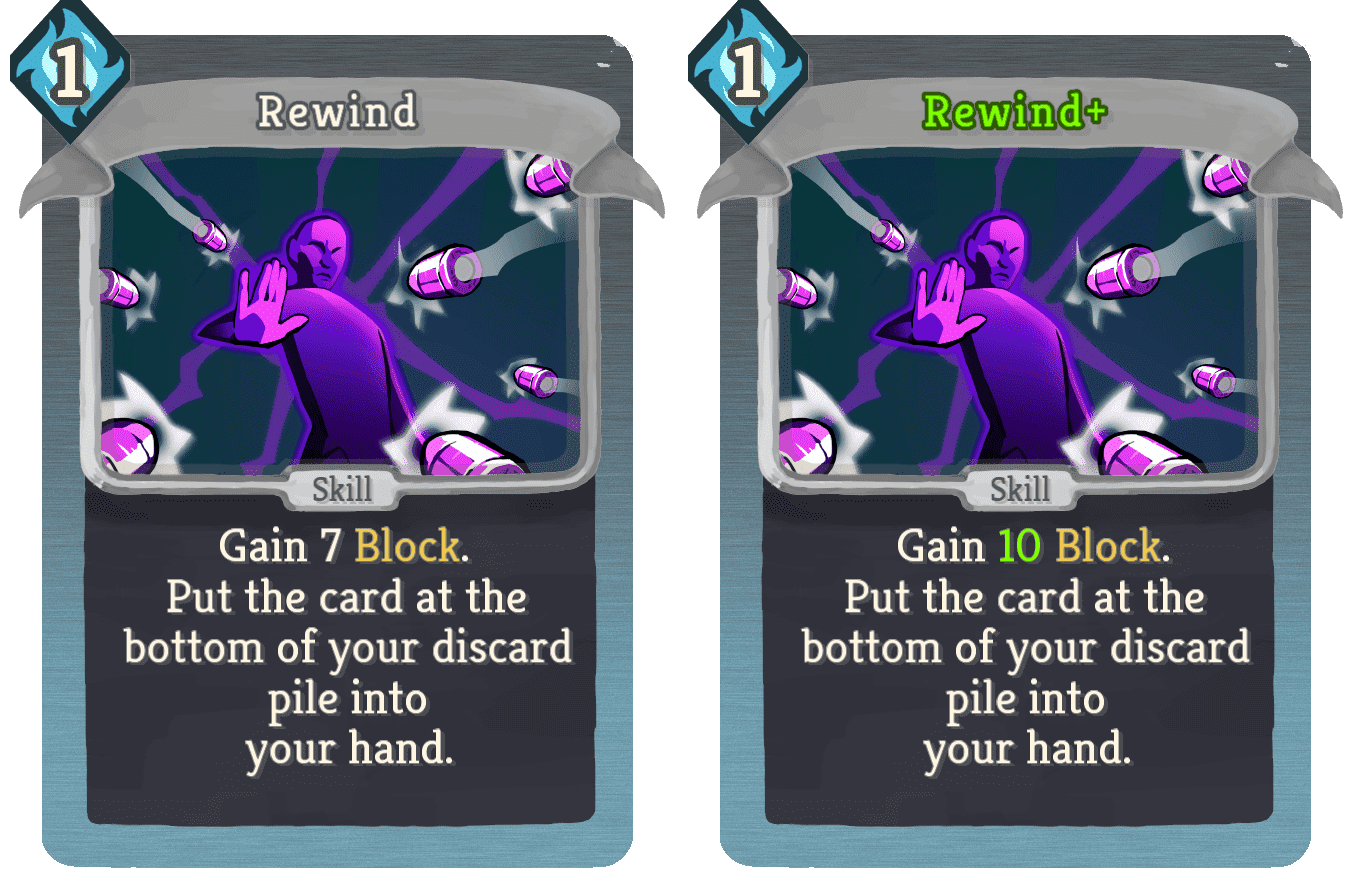 1
Rewind
Skill
Gain 7 Block.
Put the card at the
bottom of your discard
pile into
your hand.
1
Rewind+
Skill
Gain 10 Block.
Put the card at the
bottom of your discard
pile into
your hand.